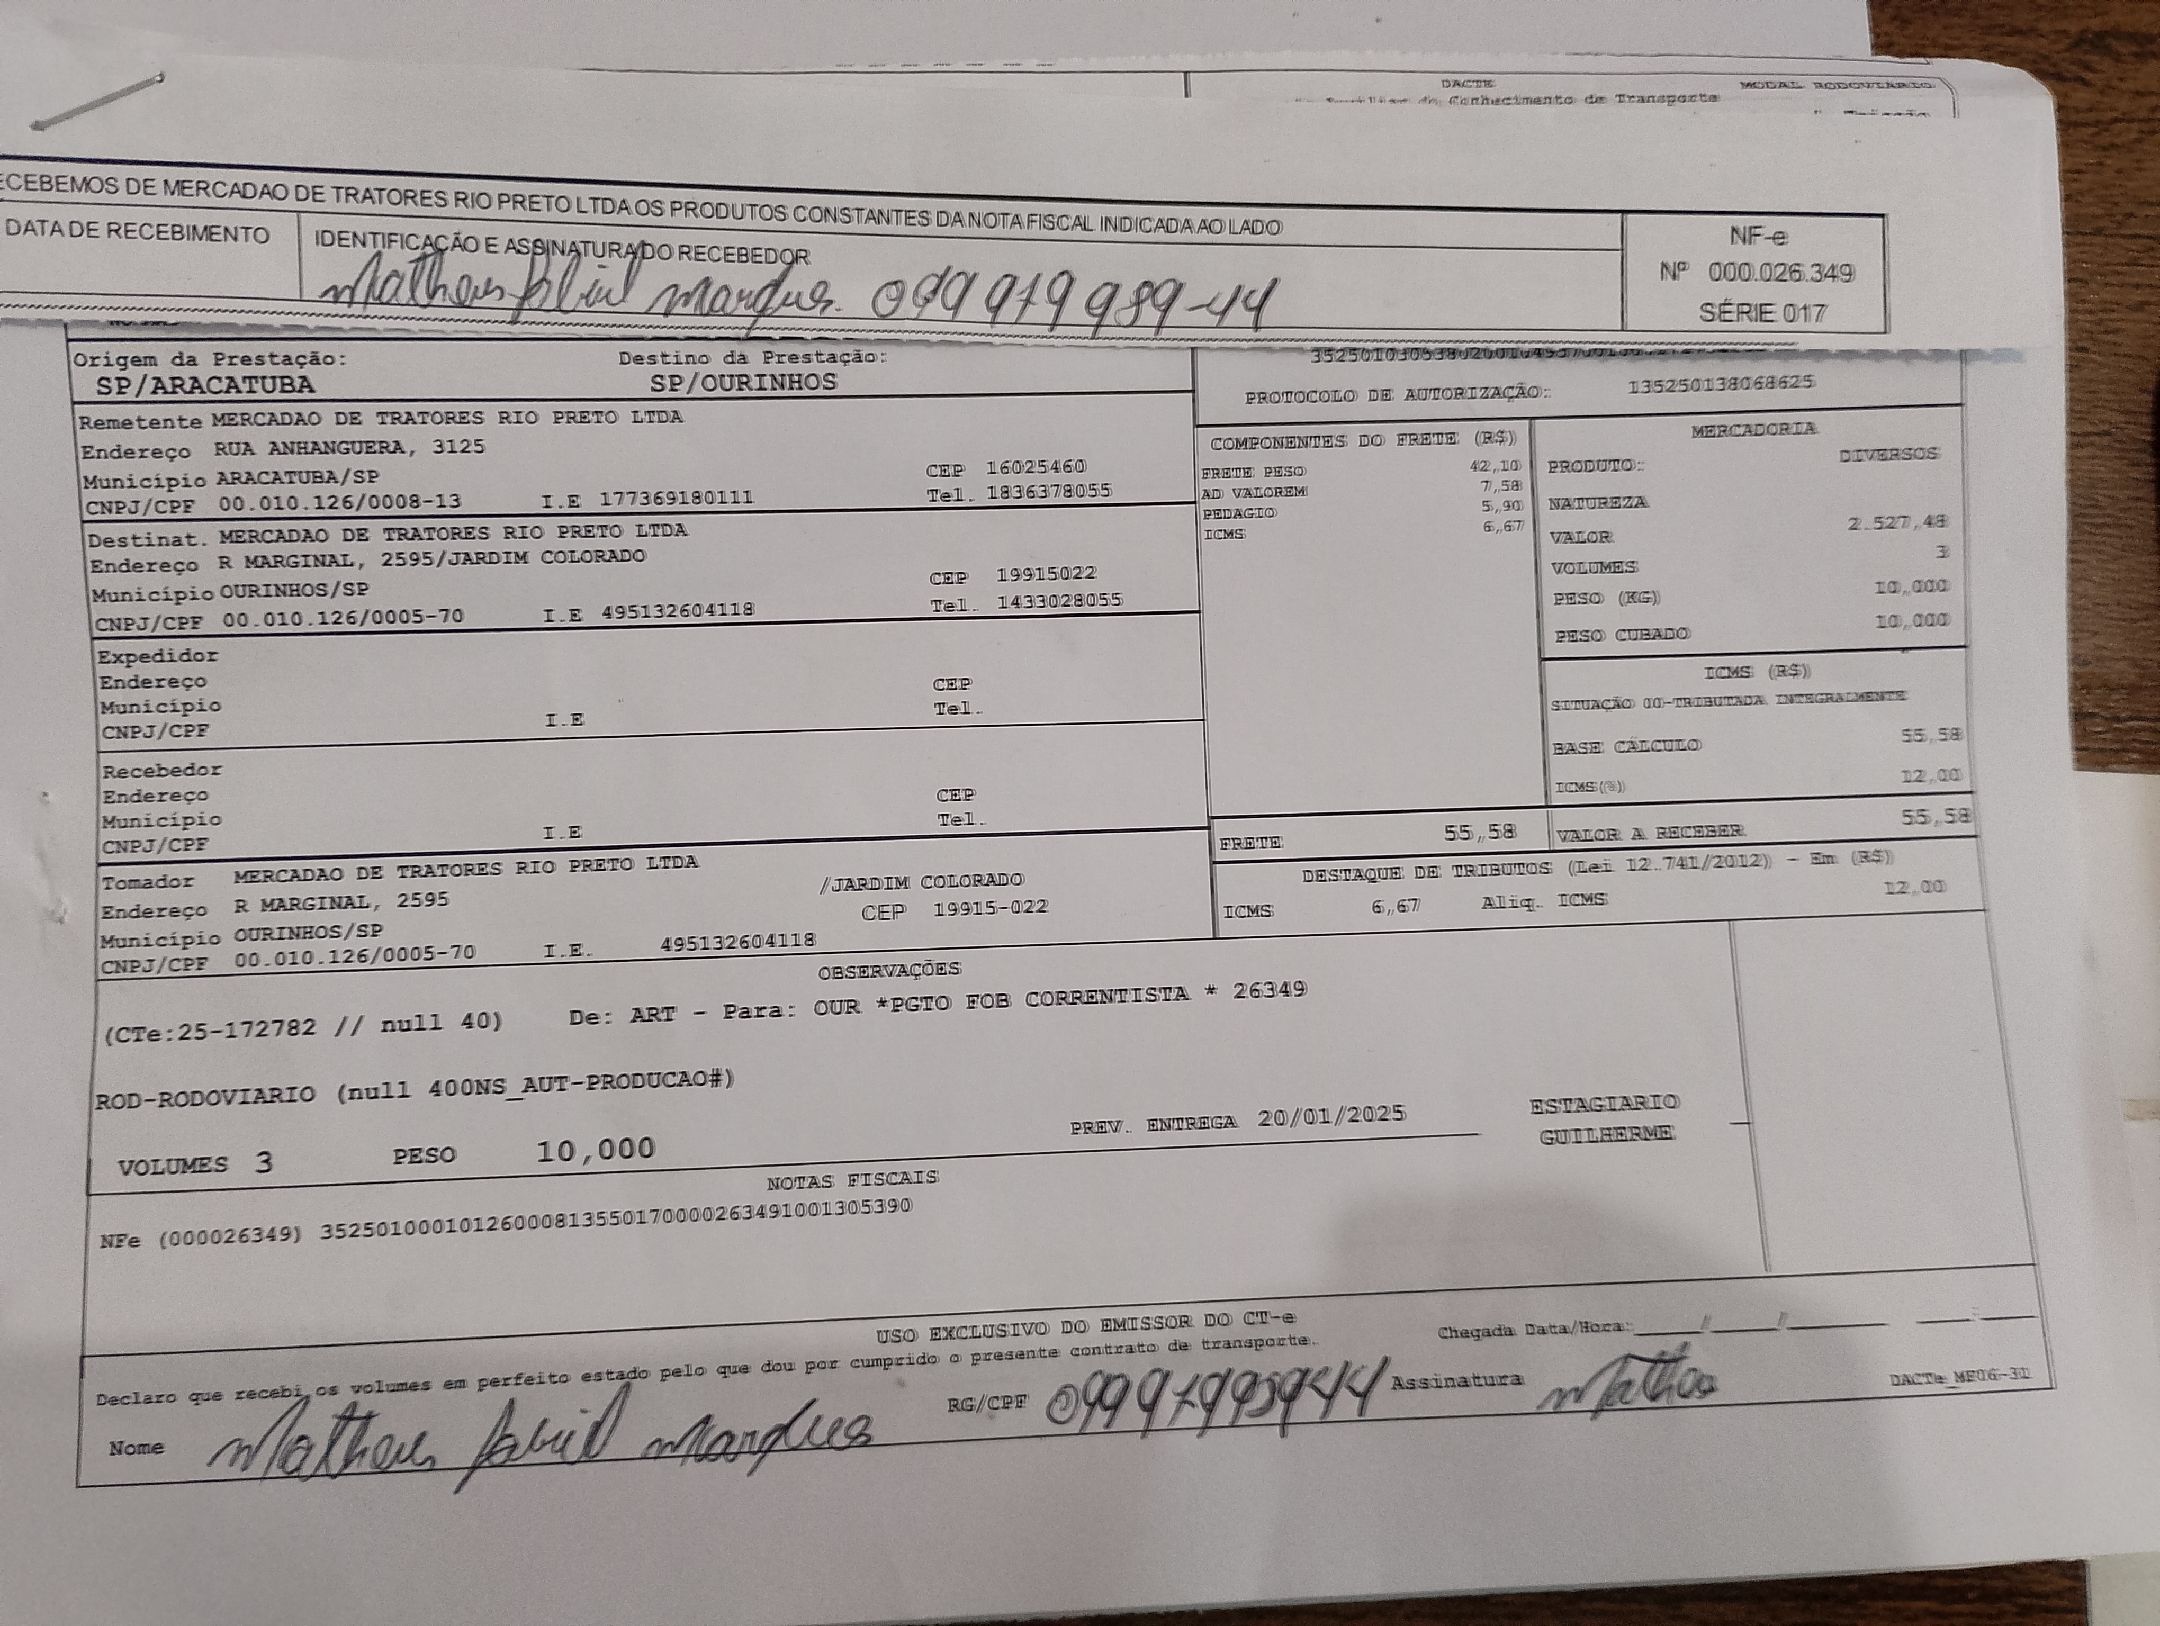 DACTE
MODAL RODOVIÁRIO
do Conhecimento de Transporte
ECEBEMOS DE MERCADAO DE TRATORES RIO PRETO LTDA OS PRODUTOS CONSTANTES DA NOTA FISCAL INDICADA AO LADO
DATA DE RECEBIMENTO
IDENTIFICAÇÃO E ASSINATURA DO RECEBEDOR
Matheus Marques
NF-e
Nº 000.026.349
SÉRIE 017
Origem da Prestação: Destino da Prestação:
SP/ARACATUBA SP/OURINHOS
PROTOCOLO DE AUTORIZAÇÃO: 135250138068625
Remetente MERCADAO DE TRATORES RIO PRETO LTDA
Endereço RUA ANHANGUERA, 3125
Município ARACATUBA/SP CEP 16025460
CNPJ/CPF 00.010.126/0008-13 I.E 177369180111 Tel. 1836378055
Destinat. MERCADAO DE TRATORES RIO PRETO LTDA
Endereço R MARGINAL, 2595/JARDIM COLORADO
Município OURINHOS/SP CEP 19915022
CNPJ/CPF 00.010.126/0005-70 I.E 495132604118 Tel. 1433028055
Expedidor
Endereço
Município CEP
CNPJ/CPF I.E Tel.
Recebedor
Endereço
Município CEP
CNPJ/CPF I.E Tel.
Tomador MERCADAO DE TRATORES RIO PRETO LTDA
Endereço R MARGINAL, 2595 /JARDIM COLORADO
Município OURINHOS/SP CEP 19915-022
CNPJ/CPF 00.010.126/0005-70 I.E. 495132604118
COMPONENTES DO FRETE (R$)
FRETE PESO 42,10
AD VALOREM 7,58
PEDAGIO 5,90
ICMS 6,67
MERCADORIA
PRODUTO: DIVERSOS
NATUREZA
VALOR 2.527,48
VOLUMES 3
PESO (KG) 10,000
PESO CUBADO 10,000
ICMS (R$)
SITUAÇÃO 00-TRIBUTADA INTEGRALMENTE
BASE CÁLCULO 55,58
ICMS(%) 12,00
FRETE 55,58 VALOR A RECEBER 55,58
DESTAQUE DE TRIBUTOS (Lei 12.741/2012) - Em (R$)
ICMS 6,67 Aliq. ICMS 12,00
OBSERVAÇÕES
(CTe:25-172782 // null 40) De: ART - Para: OUR *PGTO FOB CORRENTISTA * 26349
ROD-RODOVIARIO (null 400NS_AUT-PRODUCAO#)
VOLUMES 3 PESO 10,000 PREV. ENTREGA 20/01/2025
ESTAGIARIO
GUILHERME
NOTAS FISCAIS
NFe (000026349) 35250100010126000813550170000263491001305390
USO EXCLUSIVO DO EMISSOR DO CT-e
Declaro que recebi os volumes em perfeito estado pelo que dou por cumprido o presente contrato de transporte.
Chegada Data/Hora: / /
Nome Matheus Marques
RG/CPF
Assinatura
DACTe_ME06-31